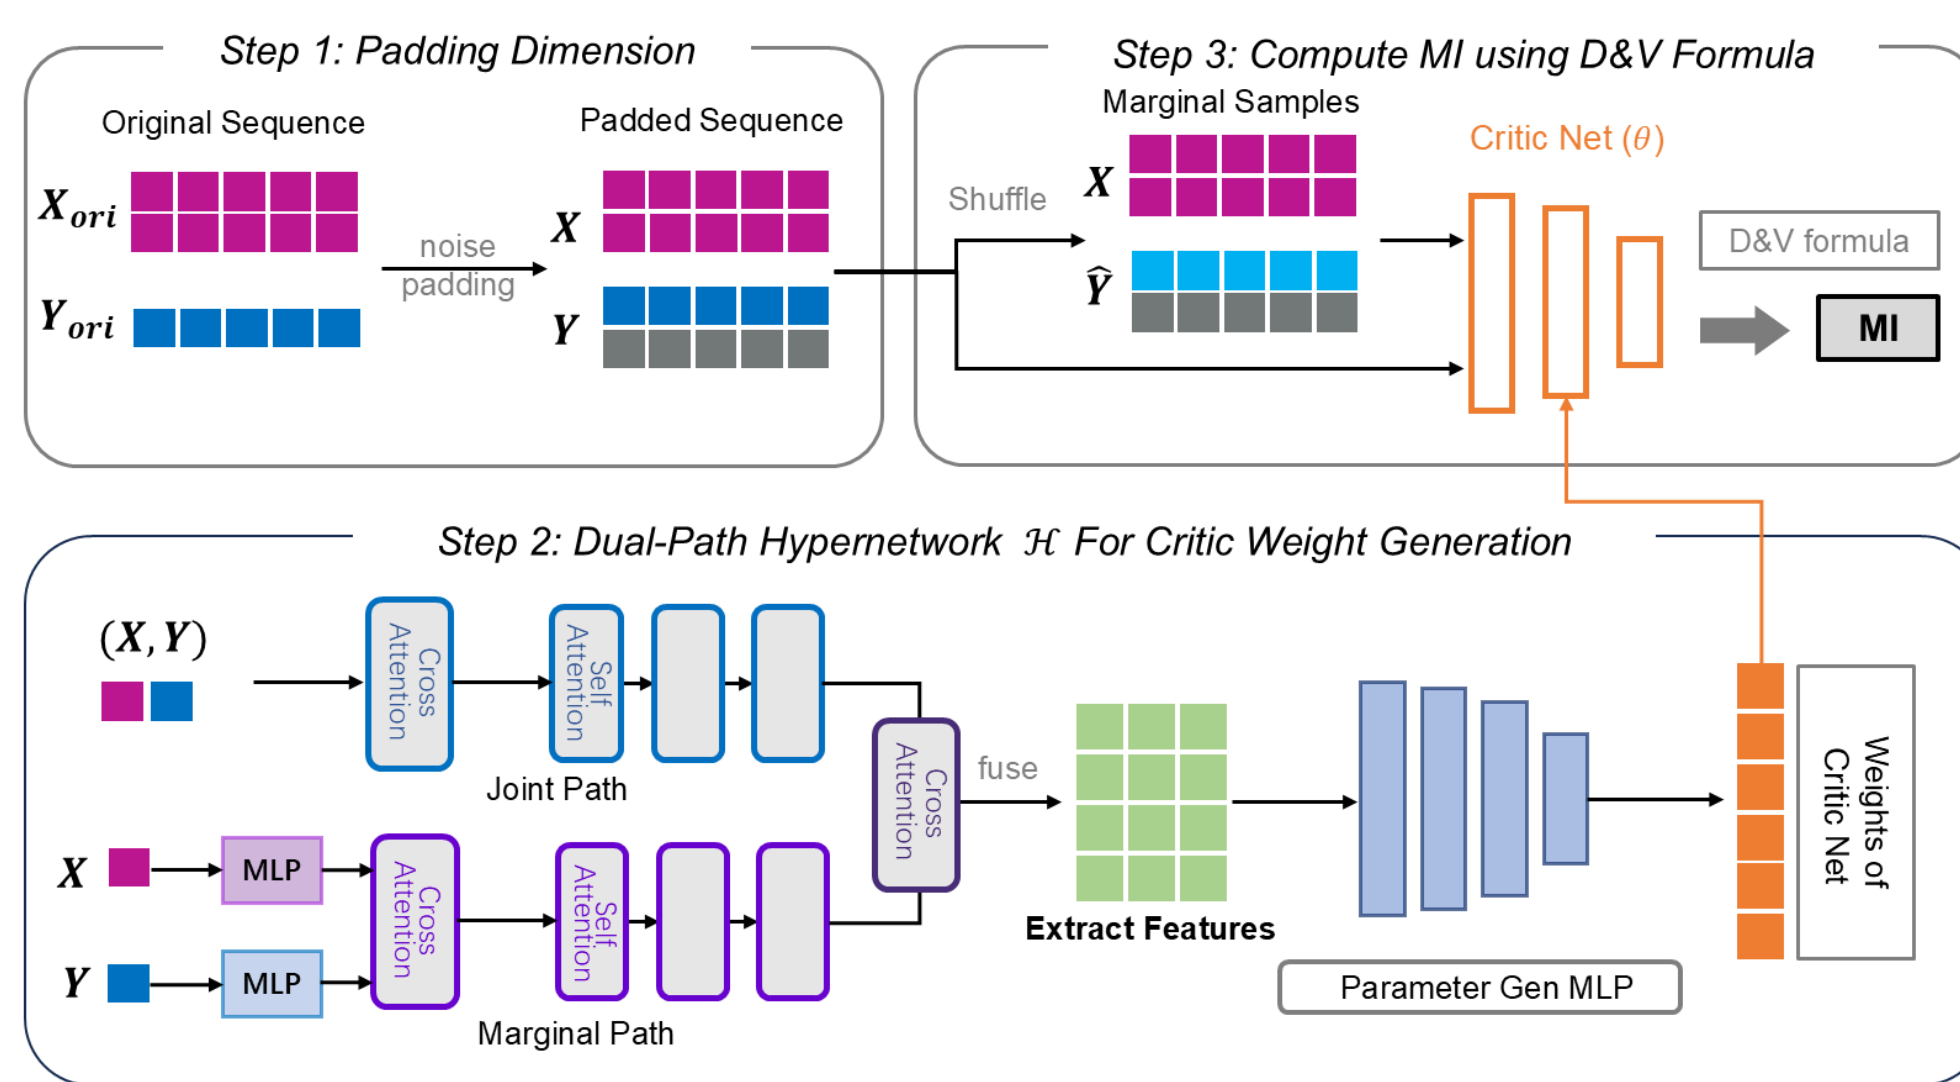 Step 1: Padding Dimension
Original Sequence
Padded Sequence
X_ori
Y_ori
noise
padding
X
Y
Step 3: Compute MI using D&V Formula
Marginal Samples
Shuffle
X
Ŷ
Critic Net (θ)
D&V formula
MI
Step 2: Dual-Path Hypernetwork ℋ For Critic Weight Generation
(X, Y)
Cross
Attention
Self
Attention
Joint Path
X
MLP
Y
MLP
Cross
Attention
Self
Attention
Marginal Path
Cross
Attention
fuse
Extract Features
Parameter Gen MLP
Weights of
Critic Net